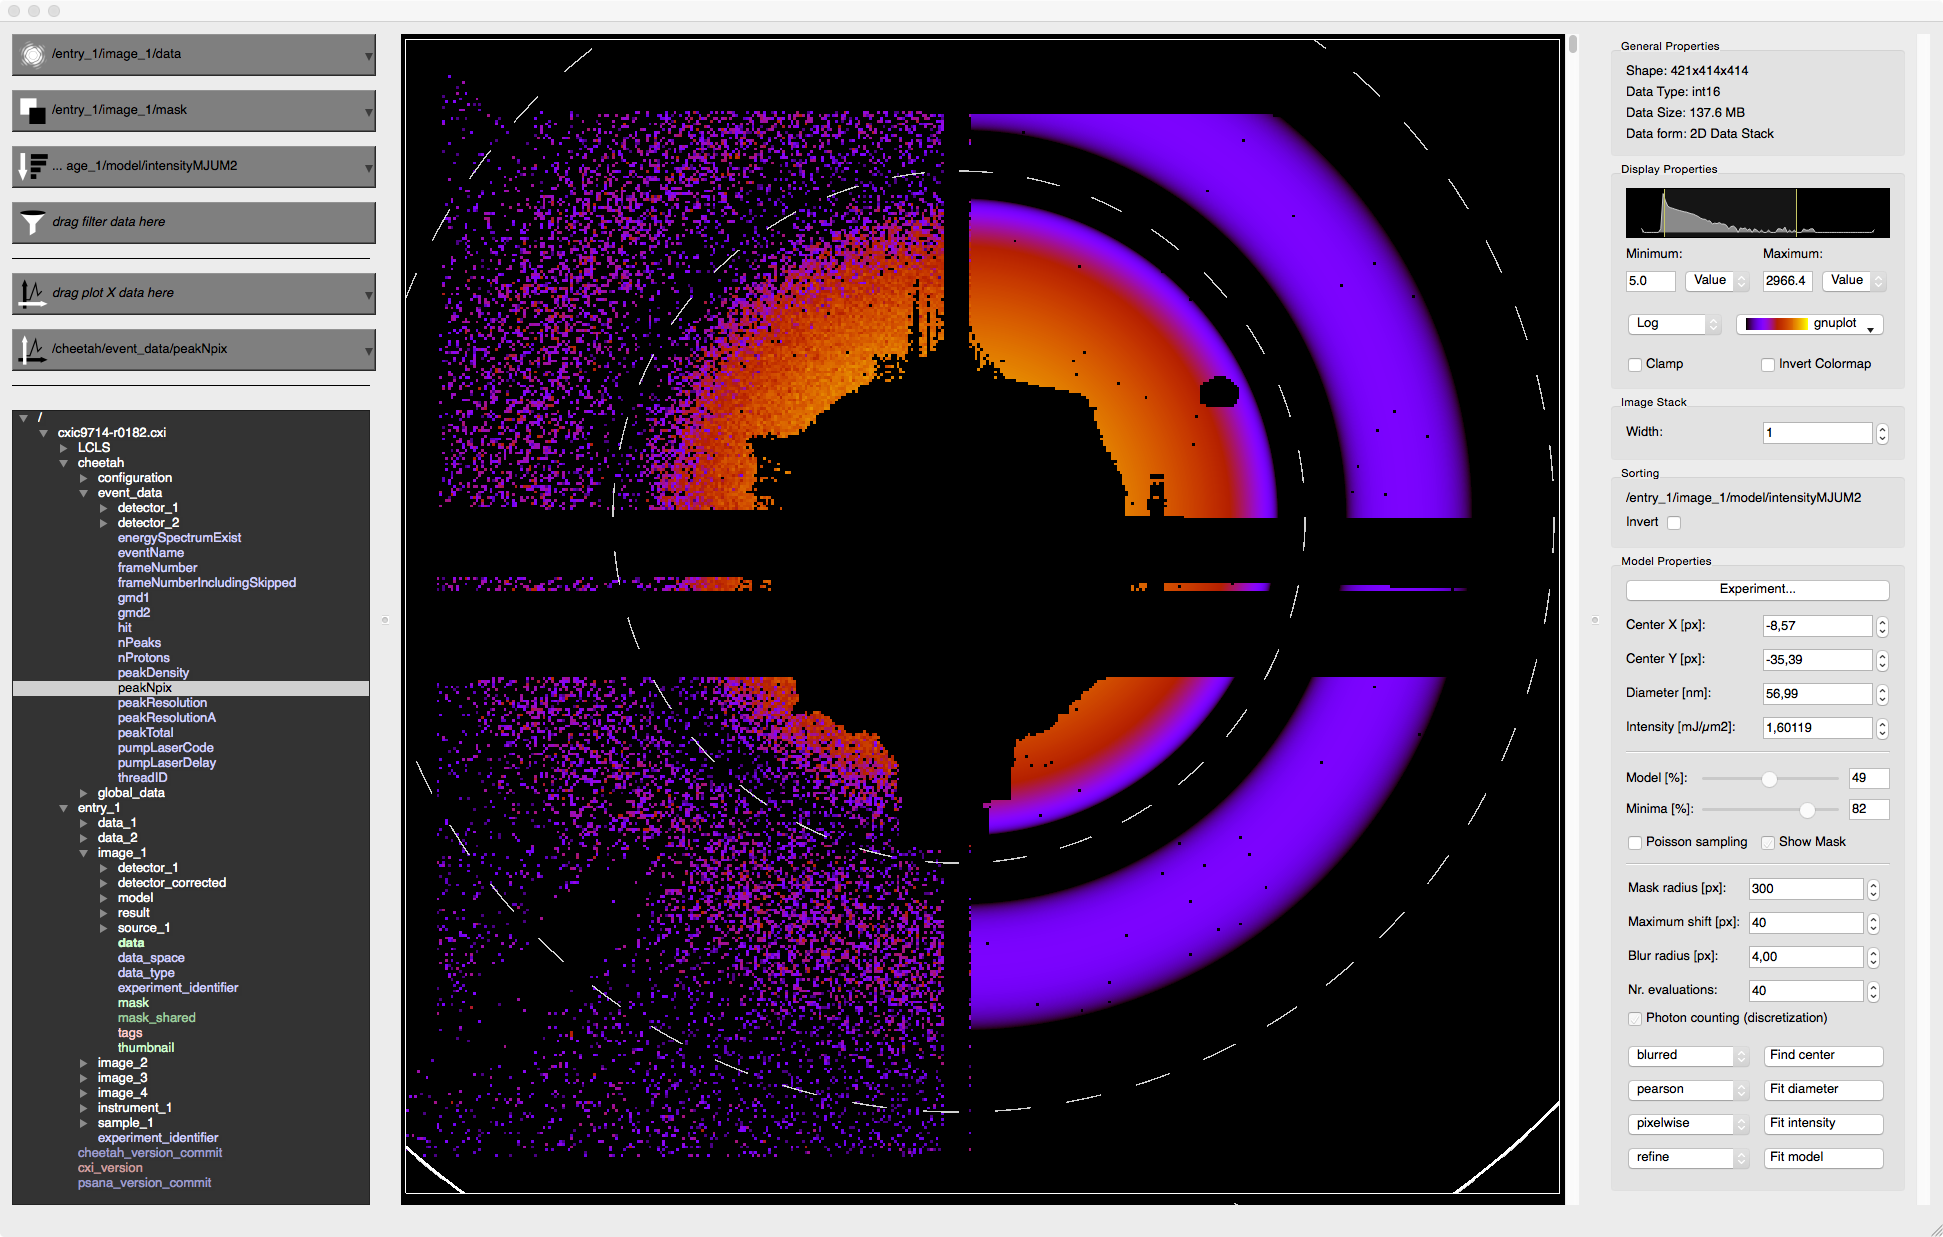 /entry_1/image_1/data
/entry_1/image_1/mask
... age_1/model/intensityMJUM2
drag filter data here
drag plot X data here
/cheetah/event_data/peakNpix
/
cxic9714-r0182.cxi
LCLS
cheetah
configuration
event_data
detector_1
detector_2
energySpectrumExist
eventName
frameNumber
frameNumberIncludingSkipped
gmd1
gmd2
hit
nPeaks
nProtons
peakDensity
peakNpix
peakResolution
peakResolutionA
peakTotal
pumpLaserCode
pumpLaserDelay
threadID
global_data
entry_1
data_1
data_2
image_1
detector_1
detector_corrected
model
result
source_1
data
data_space
data_type
experiment_identifier
mask
mask_shared
tags
thumbnail
image_2
image_3
image_4
instrument_1
sample_1
experiment_identifier
cheetah_version_commit
cxi_version
psana_version_commit
General Properties
Shape: 421x414x414
Data Type: int16
Data Size: 137.6 MB
Data form: 2D Data Stack
Display Properties
Minimum: Maximum:
5.0 Value 2966.4 Value
Log gnuplot
Clamp Invert Colormap
Image Stack
Width: 1
Sorting
/entry_1/image_1/model/intensityMJUM2
Invert
Model Properties
Experiment...
Center X [px]: -8,57
Center Y [px]: -35,39
Diameter [nm]: 56,99
Intensity [mJ/µm2]: 1,60119
Model [%]: 49
Minima [%]: 82
Poisson sampling Show Mask
Mask radius [px]: 300
Maximum shift [px]: 40
Blur radius [px]: 4,00
Nr. evaluations: 40
Photon counting (discretization)
blurred Find center
pearson Fit diameter
pixelwise Fit intensity
refine Fit model